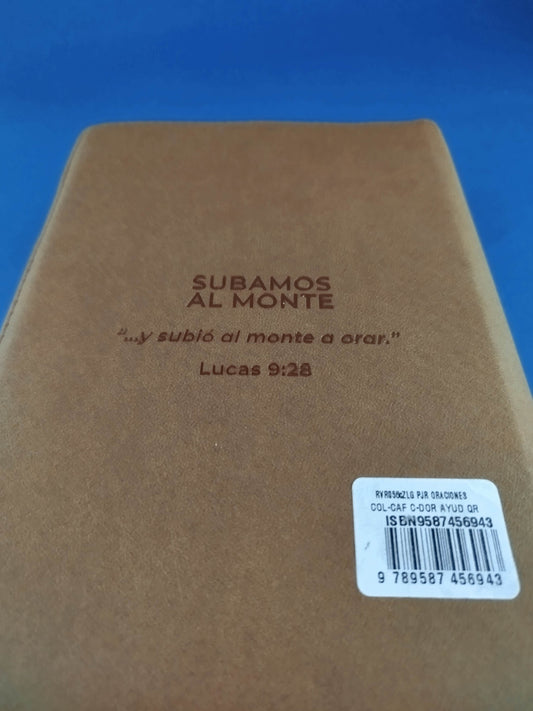 SUBAMOS
AL MONTE
"...y subió al monte a orar."
Lucas 9:28
RVR056cZLG PJR ORACIONES
COL-CAF C-DOR AYUD QR
ISBN9587456943
9 789587 456943